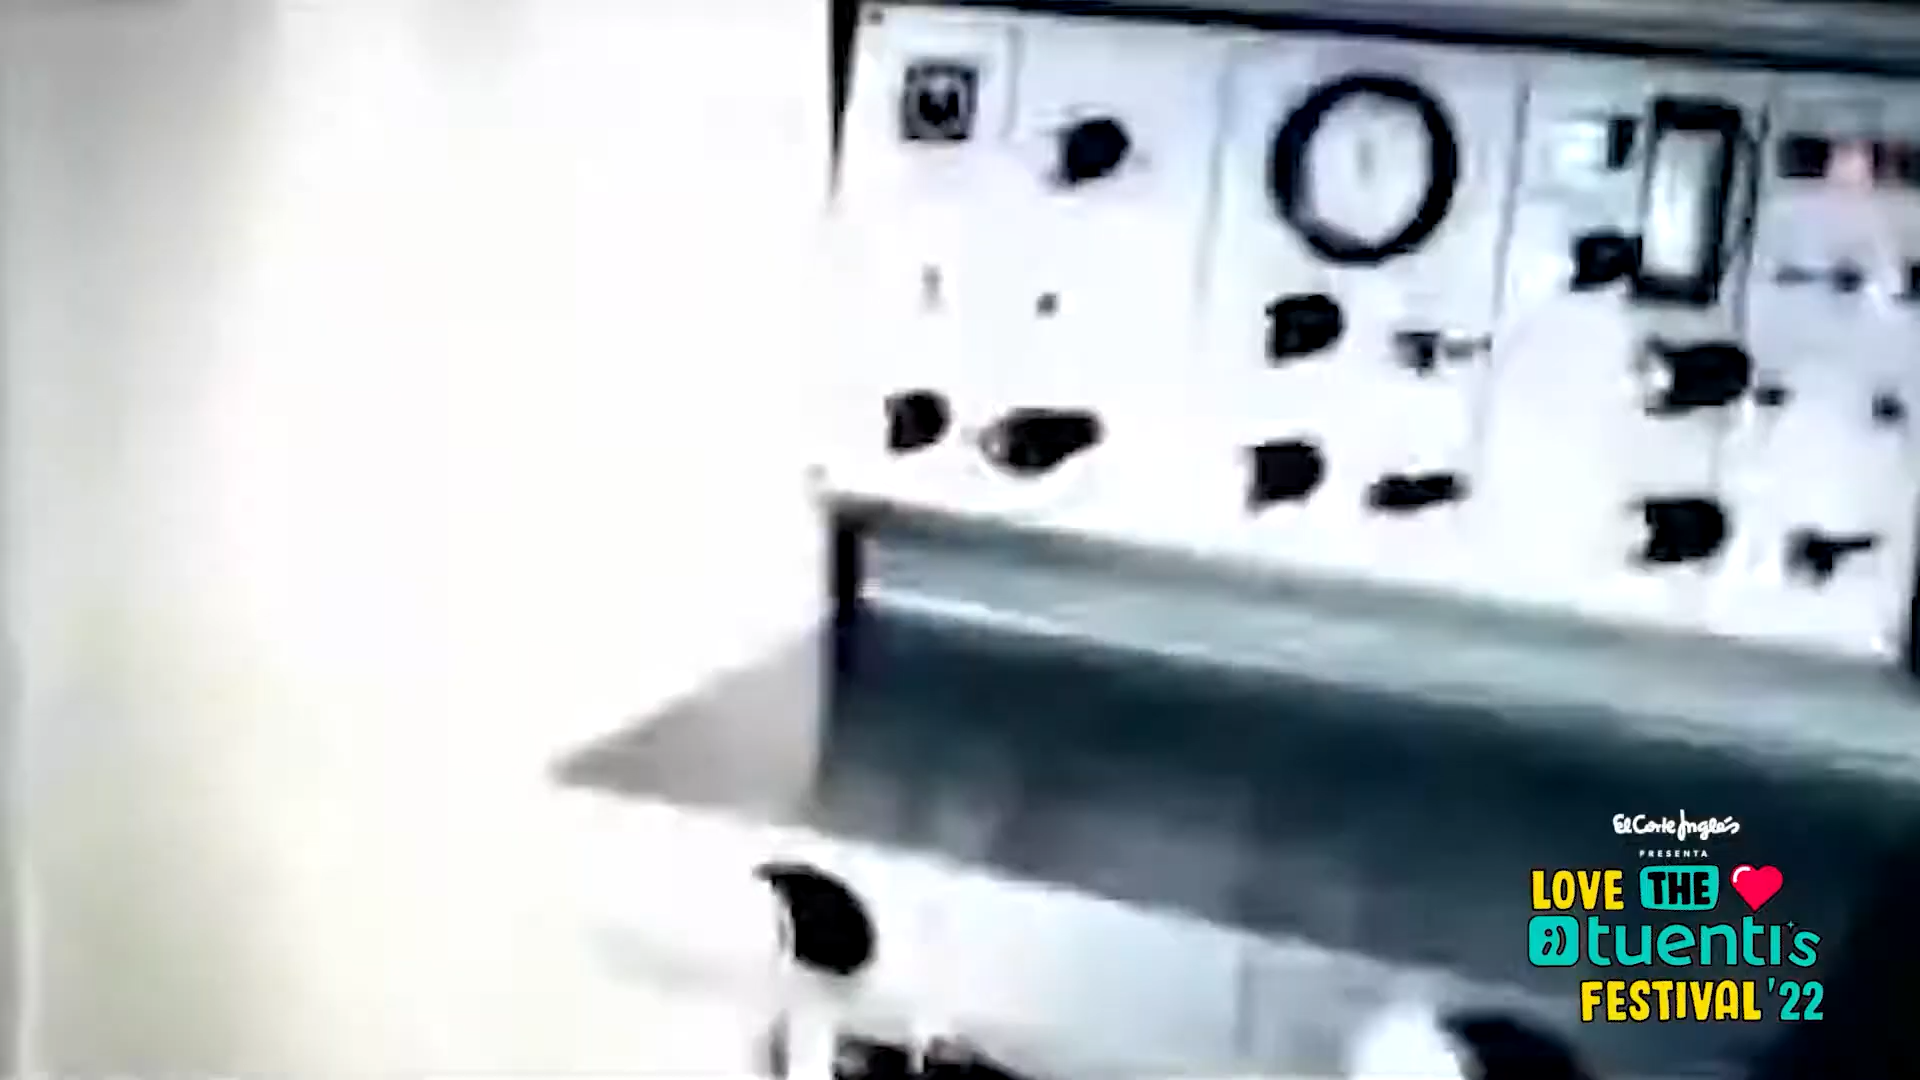 El Corte Inglés
PRESENTA
LOVE THE
tuenti's
FESTIVAL '22